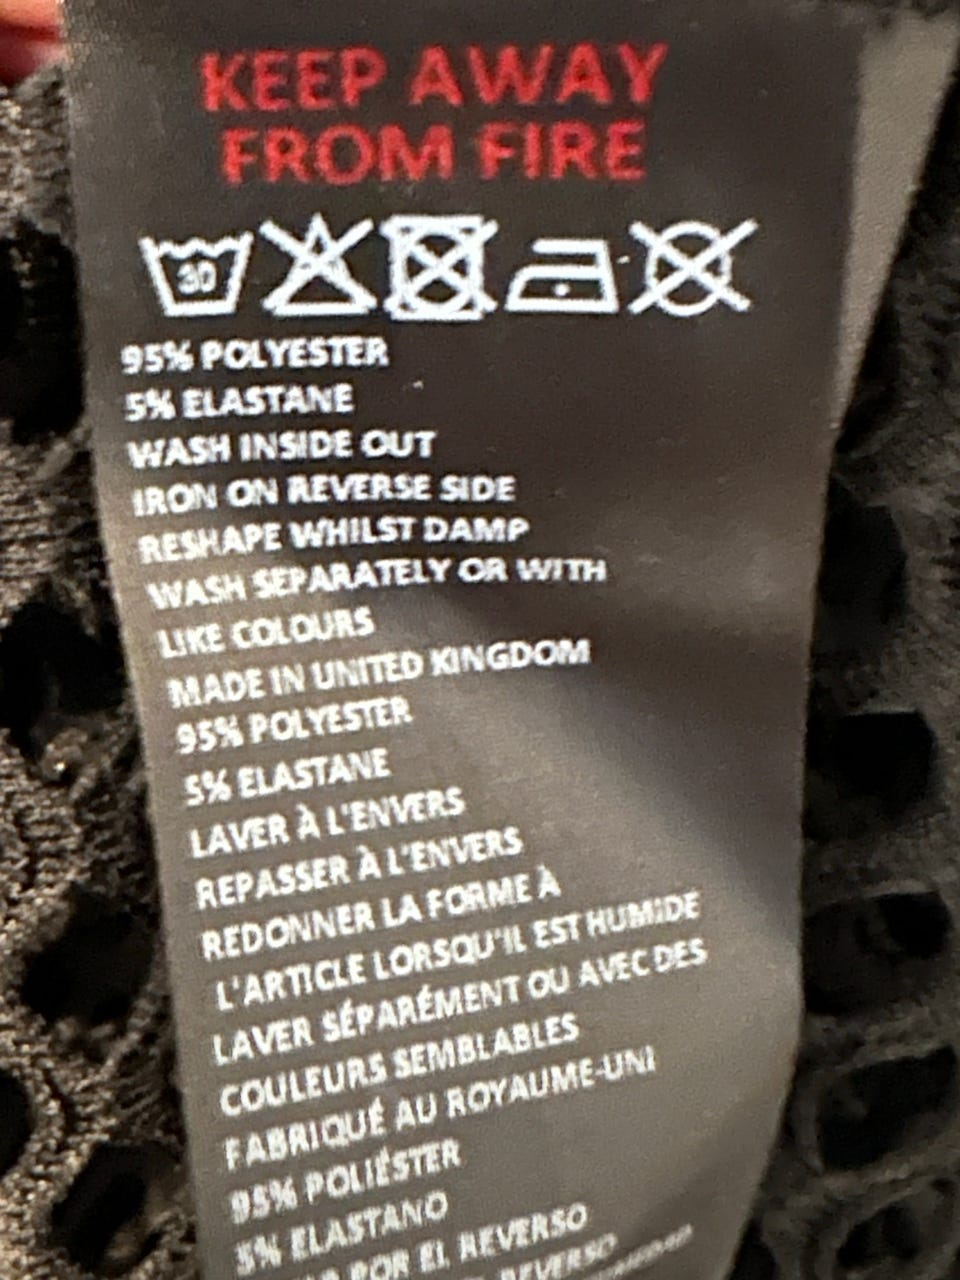 KEEP AWAY
FROM FIRE
30
95% POLYESTER
5% ELASTANE
WASH INSIDE OUT
IRON ON REVERSE SIDE
RESHAPE WHILST DAMP
WASH SEPARATELY OR WITH
LIKE COLOURS
MADE IN UNITED KINGDOM
95% POLYESTER
5% ELASTANE
LAVER À L'ENVERS
REPASSER À L'ENVERS
REDONNER LA FORME À
L'ARTICLE LORSQU'IL EST HUMIDE
LAVER SÉPARÉMENT OU AVEC DES
COULEURS SEMBLABLES
FABRIQUÉ AU ROYAUME-UNI
95% POLIÉSTER
5% ELASTANO
POR EL REVERSO
REVERSO